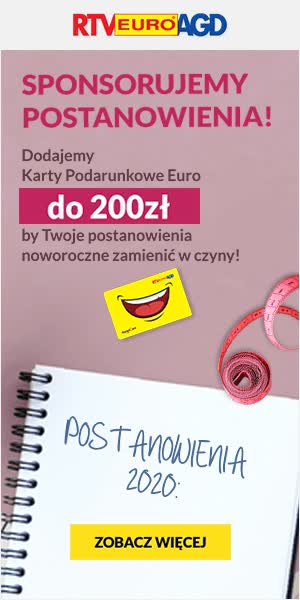 RTV EURO AGD
SPONSORUJEMY
POSTANOWIENIA!
Dodajemy
Karty Podarunkowe Euro
do 200zł
by Twoje postanowienia
noworoczne zamienić w czyny!
POSTANOWIENIA
2020:
ZOBACZ WIĘCEJ